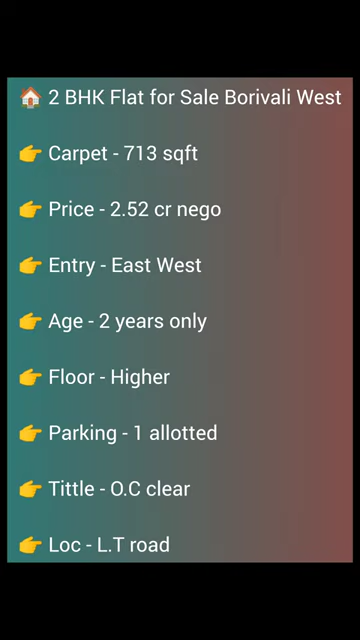 🏠 2 BHK Flat for Sale Borivali West
👉 Carpet - 713 sqft
👉 Price - 2.52 cr nego
👉 Entry - East West
👉 Age - 2 years only
👉 Floor - Higher
👉 Parking - 1 allotted
👉 Tittle - O.C clear
👉 Loc - L.T road